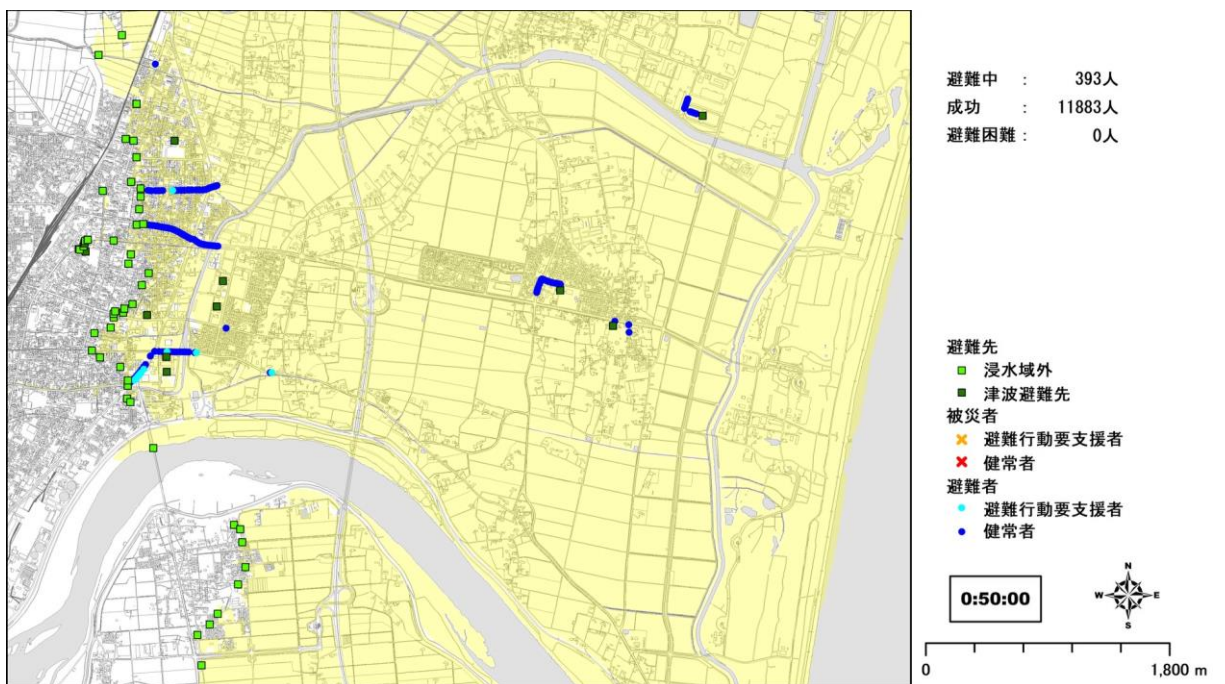 避難中 : 393人
成功 : 11883人
避難困難 : 0人
避難先
浸水域外
津波避難先
被災者
避難行動要支援者
健常者
避難者
避難行動要支援者
健常者
0:50:00
N
W E
S
0 1,800 m